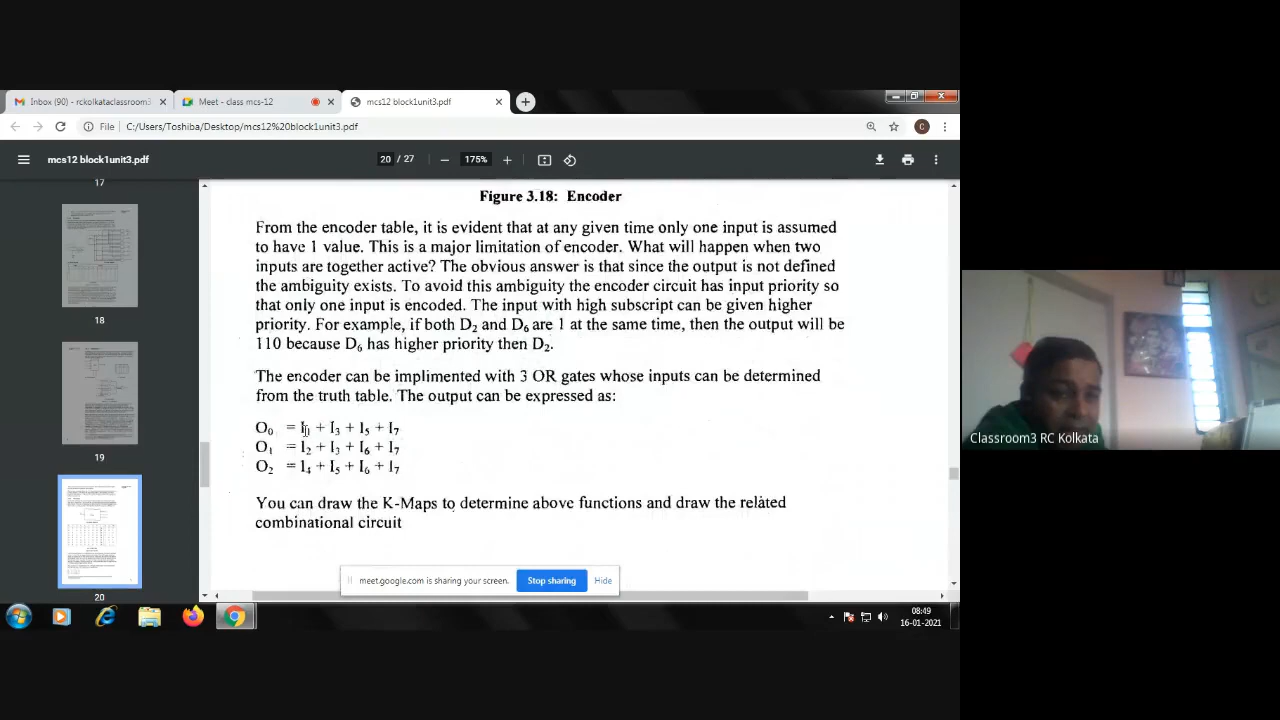 Inbox (90) - rckolkataclassroom3
Meet - class mcs-12
mcs12 block1unit3.pdf
File
C:/Users/Toshiba/Desktop/mcs12%20block1unit3.pdf
C
mcs12 block1unit3.pdf
20 / 27
175%
17
18
19
20
Figure 3.18: Encoder
From the encoder table, it is evident that at any given time only one input is assumed
to have 1 value. This is a major limitation of encoder. What will happen when two
inputs are together active? The obvious answer is that since the output is not defined
the ambiguity exists. To avoid this ambiguity the encoder circuit has input priority so
that only one input is encoded. The input with high subscript can be given higher
priority. For example, if both D₂ and D₆ are 1 at the same time, then the output will be
110 because D₆ has higher priority then D₂.
The encoder can be implimented with 3 OR gates whose inputs can be determined
from the truth table. The output can be expressed as:
O₀ = I₁ + I₃ + I₅ + I₇
O₁ = I₂ + I₃ + I₆ + I₇
O₂ = I₄ + I₅ + I₆ + I₇
You can draw the K-Maps to determine above functions and draw the related
combinational circuit
meet.google.com is sharing your screen.
Stop sharing
Hide
08:49
16-01-2021
Classroom3 RC Kolkata